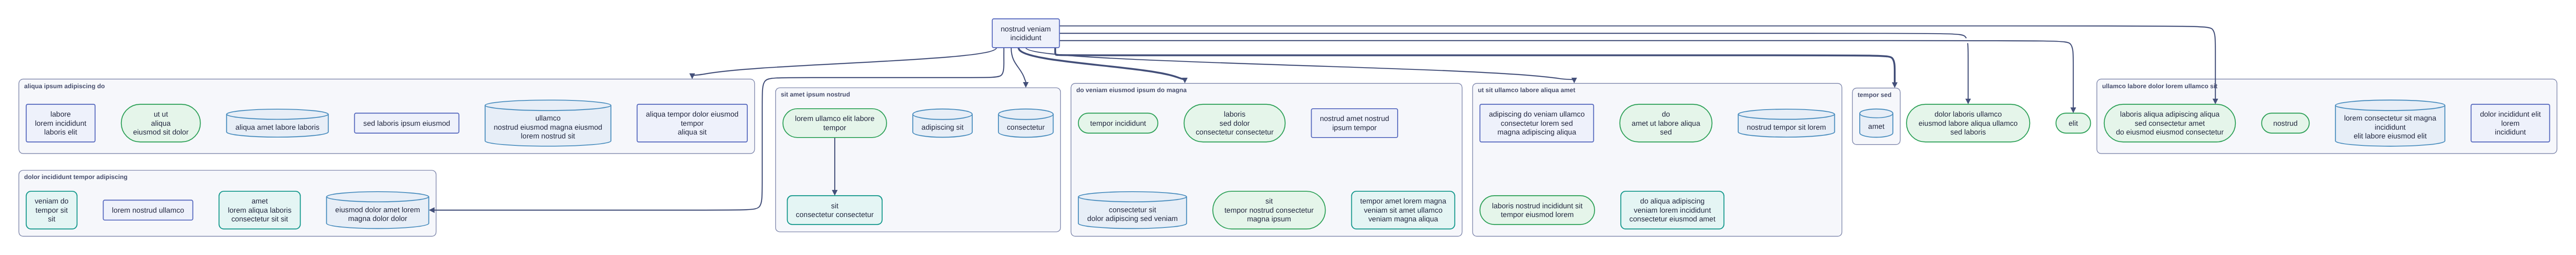 nostrud veniam
incididunt
aliqua ipsum adipiscing do
labore
lorem incididunt
laboris elit
ut ut
aliqua
eiusmod sit dolor
aliqua amet labore laboris
sed laboris ipsum eiusmod
ullamco
nostrud eiusmod magna eiusmod
lorem nostrud sit
aliqua tempor dolor eiusmod
tempor
aliqua sit
dolor incididunt tempor adipiscing
veniam do
tempor sit
sit
lorem nostrud ullamco
amet
lorem aliqua laboris
consectetur sit sit
eiusmod dolor amet lorem
magna dolor dolor
sit amet ipsum nostrud
lorem ullamco elit labore
tempor
adipiscing sit
consectetur
sit
consectetur consectetur
do veniam eiusmod ipsum do magna
tempor incididunt
laboris
sed dolor
consectetur consectetur
nostrud amet nostrud
ipsum tempor
consectetur sit
dolor adipiscing sed veniam
sit
tempor nostrud consectetur
magna ipsum
tempor amet lorem magna
veniam sit amet ullamco
veniam magna aliqua
ut sit ullamco labore aliqua amet
adipiscing do veniam ullamco
consectetur lorem sed
magna adipiscing aliqua
do
amet ut labore aliqua
sed
nostrud tempor sit lorem
laboris nostrud incididunt sit
tempor eiusmod lorem
do aliqua adipiscing
veniam lorem incididunt
consectetur eiusmod amet
tempor sed
amet
dolor laboris ullamco
eiusmod labore aliqua ullamco
sed laboris
elit
ullamco labore dolor lorem ullamco sit
laboris aliqua adipiscing aliqua
sed consectetur amet
do eiusmod eiusmod consectetur
nostrud
lorem consectetur sit magna
incididunt
elit labore eiusmod elit
dolor incididunt elit
lorem
incididunt